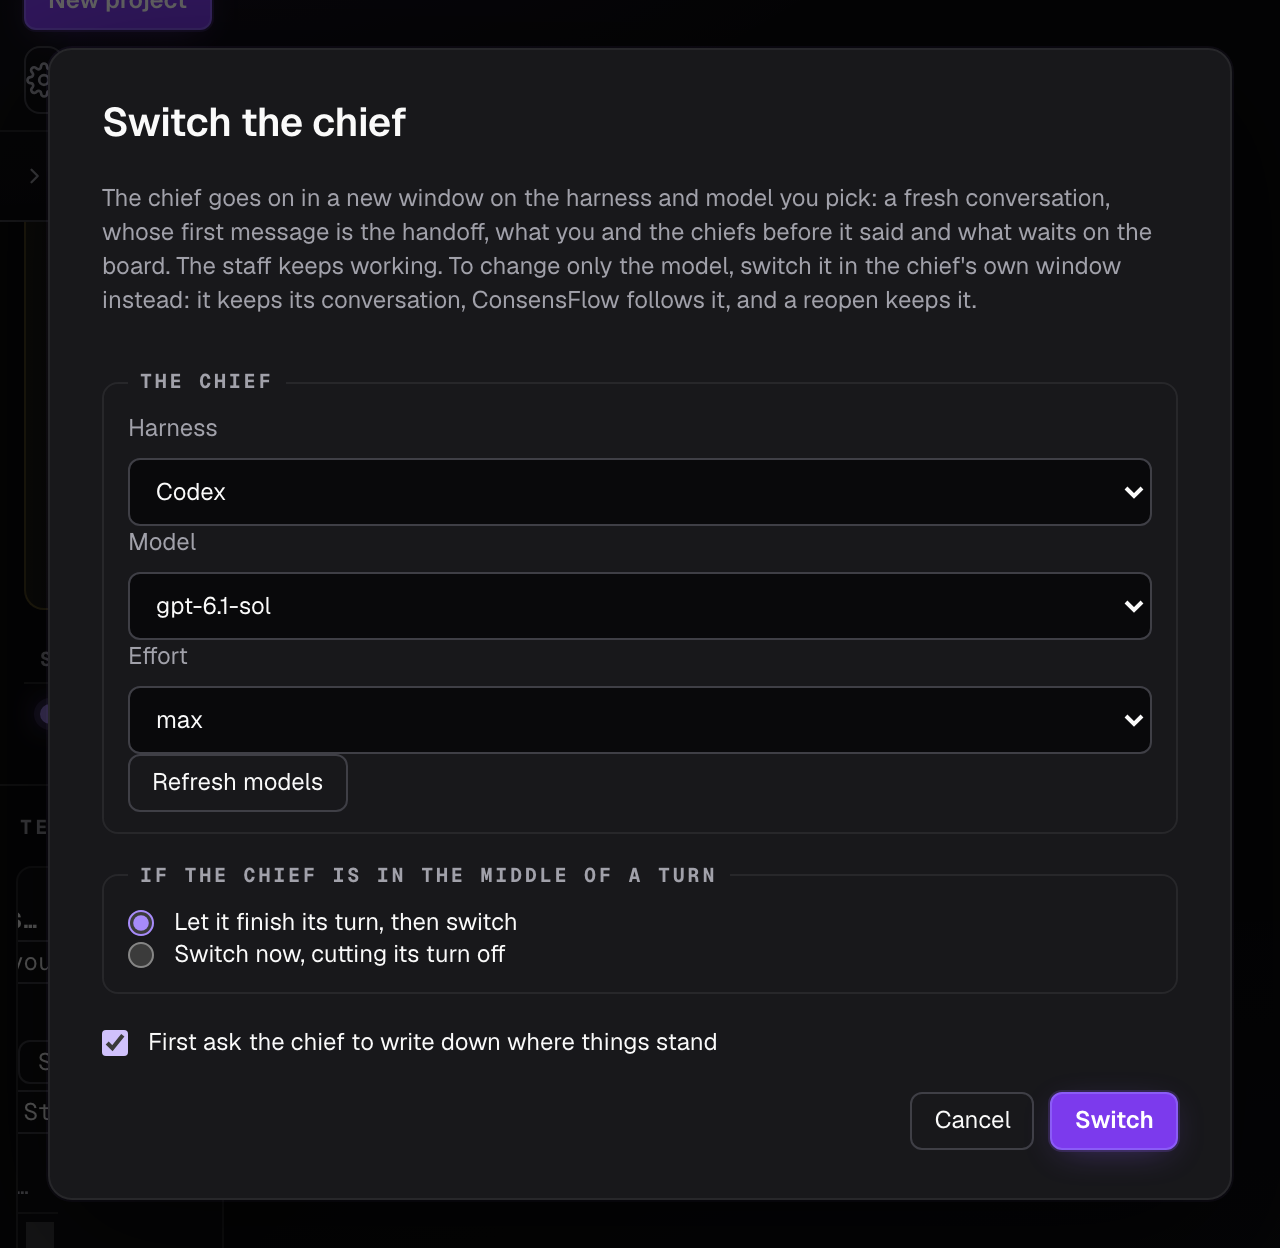 New project
Switch the chief
The chief goes on in a new window on the harness and model you pick: a fresh conversation,
whose first message is the handoff, what you and the chiefs before it said and what waits on the
board. The staff keeps working. To change only the model, switch it in the chief's own window
instead: it keeps its conversation, ConsensFlow follows it, and a reopen keeps it.
THE CHIEF
Harness
Codex
Model
gpt-6.1-sol
Effort
max
Refresh models
IF THE CHIEF IS IN THE MIDDLE OF A TURN
Let it finish its turn, then switch
Switch now, cutting its turn off
First ask the chief to write down where things stand
Cancel
Switch